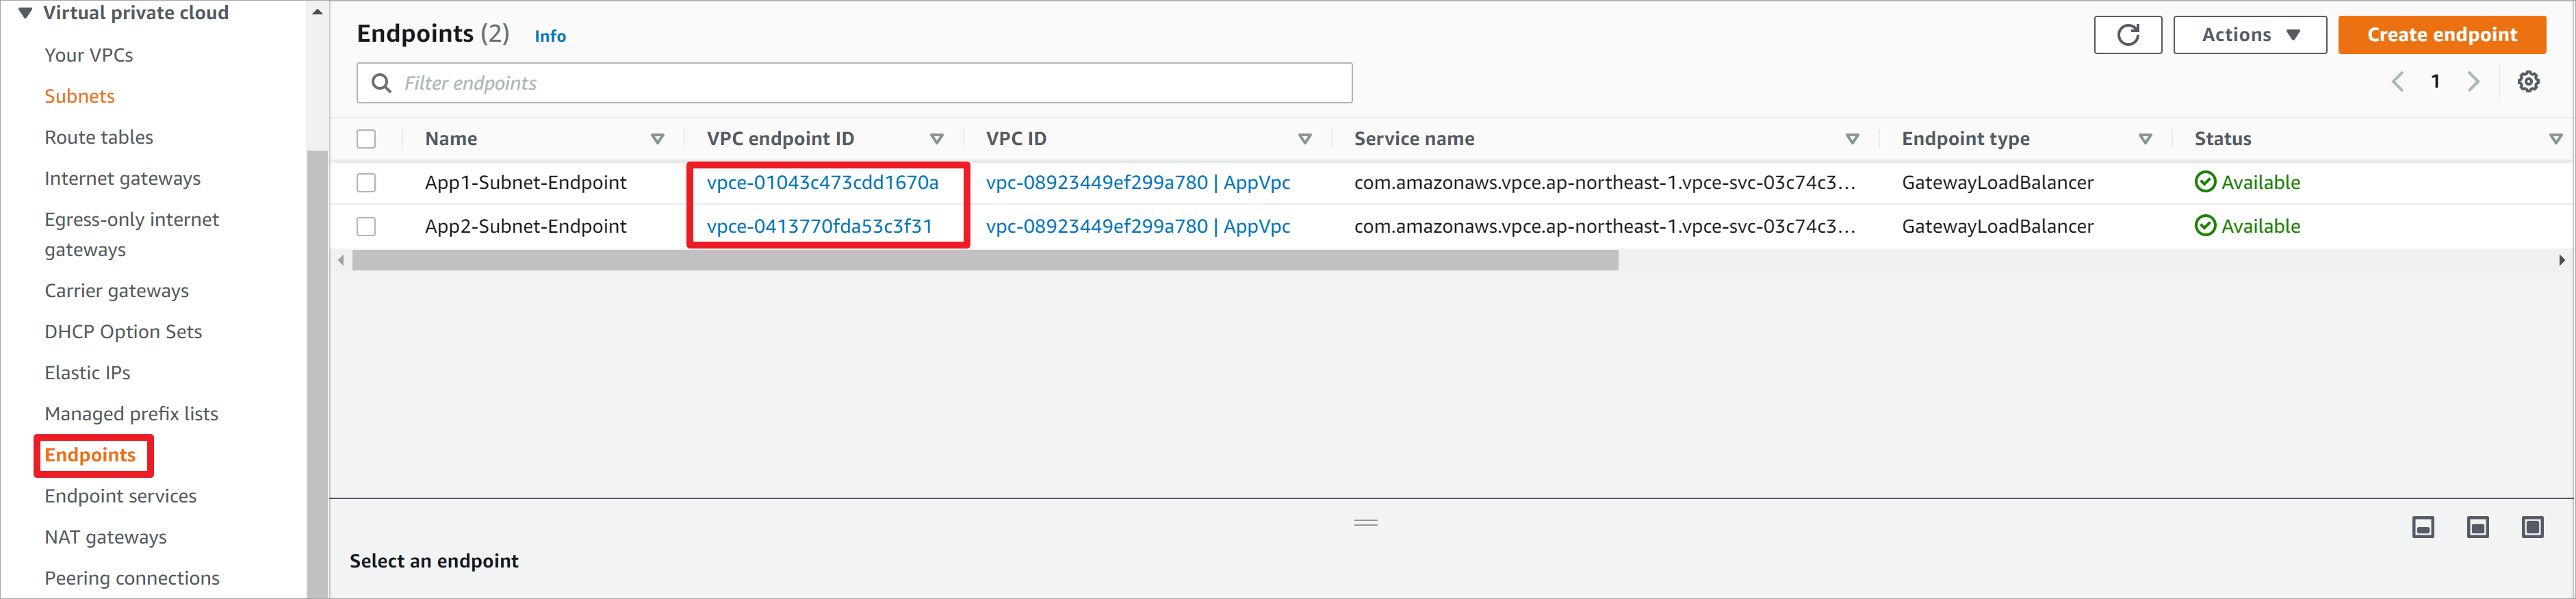 Virtual private cloud
Your VPCs
Subnets
Route tables
Internet gateways
Egress-only internet
gateways
Carrier gateways
DHCP Option Sets
Elastic IPs
Managed prefix lists
Endpoints
Endpoint services
NAT gateways
Peering connections
Endpoints (2) Info
Actions
Create endpoint
Filter endpoints
1
Name VPC endpoint ID VPC ID Service name Endpoint type Status
App1-Subnet-Endpoint vpce-01043c473cdd1670a vpc-08923449ef299a780 | AppVpc com.amazonaws.vpce.ap-northeast-1.vpce-svc-03c74c3... GatewayLoadBalancer Available
App2-Subnet-Endpoint vpce-0413770fda53c3f31 vpc-08923449ef299a780 | AppVpc com.amazonaws.vpce.ap-northeast-1.vpce-svc-03c74c3... GatewayLoadBalancer Available
Select an endpoint